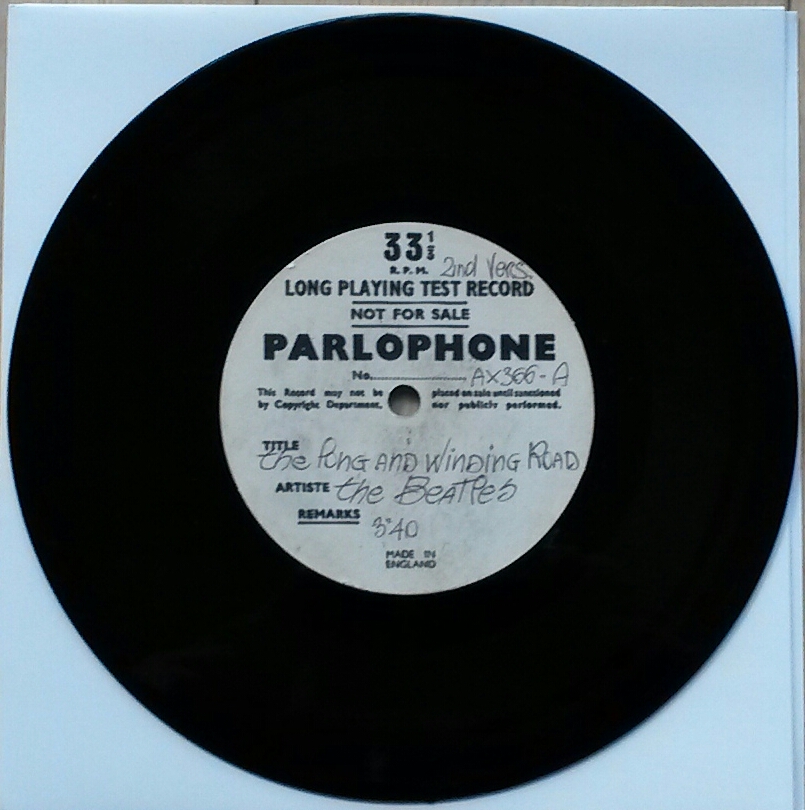 33 1/3
R.P.M. 2nd Vers.
LONG PLAYING TEST RECORD
NOT FOR SALE
PARLOPHONE
No.................... AX366-A
This Record may not be placed on sale until sanctioned
by Copyright Department, nor publicly performed.
TITLE the long AND WINDING ROAD
ARTISTE the BEATles
REMARKS 3"40
MADE IN
ENGLAND